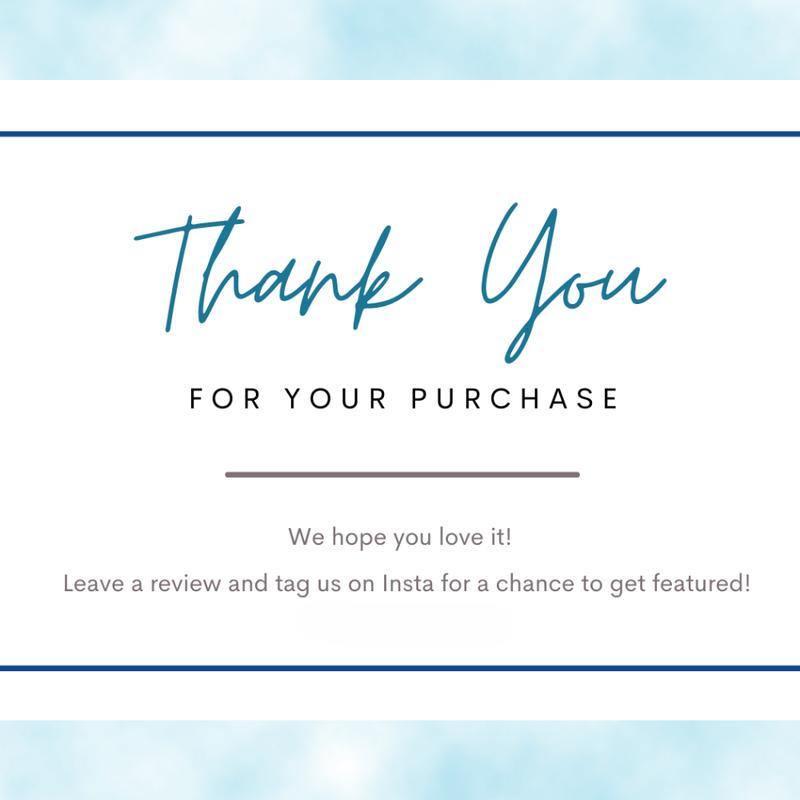 Thank You
FOR YOUR PURCHASE
We hope you love it!
Leave a review and tag us on Insta for a chance to get featured!